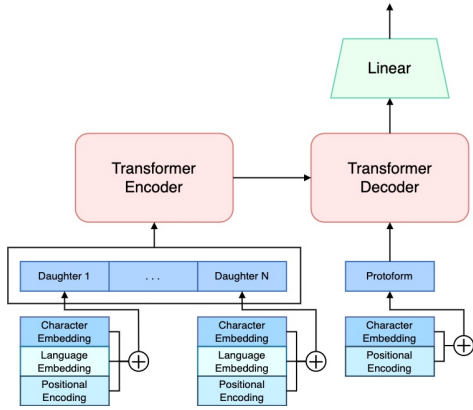 Linear
Transformer
Encoder
Transformer
Decoder
Daughter 1
. . .
Daughter N
Protoform
Character
Embedding
Language
Embedding
Positional
Encoding
Character
Embedding
Language
Embedding
Positional
Encoding
Character
Embedding
Positional
Encoding